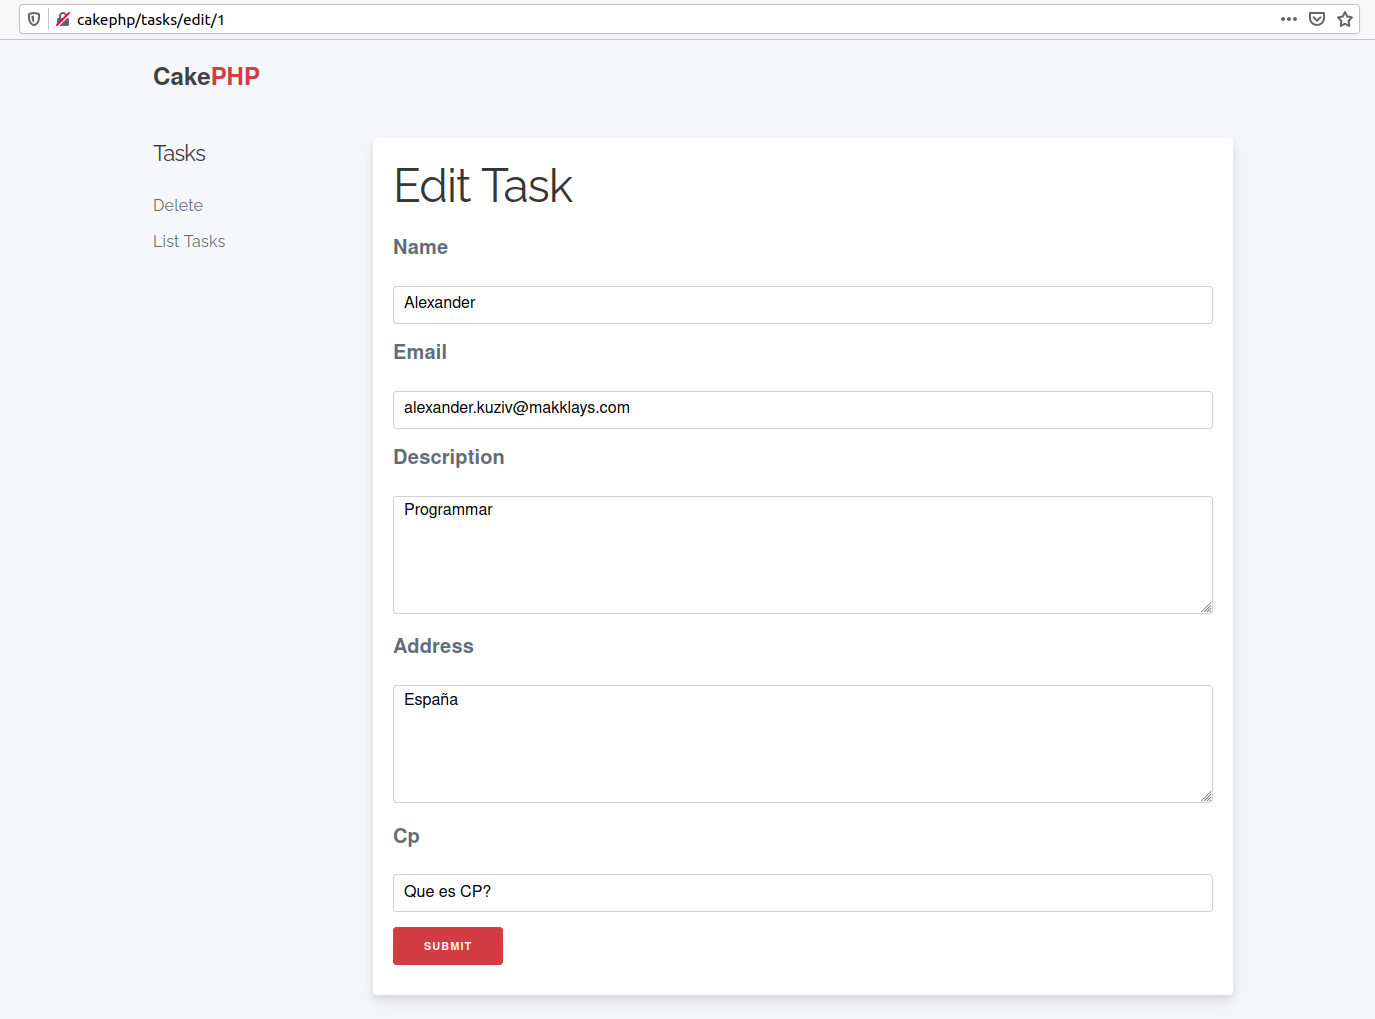 cakephp/tasks/edit/1
CakePHP
Tasks
Delete
List Tasks
Edit Task
Name
Alexander
Email
alexander.kuziv@makklays.com
Description
Programmar
Address
España
Cp
Que es CP?
SUBMIT